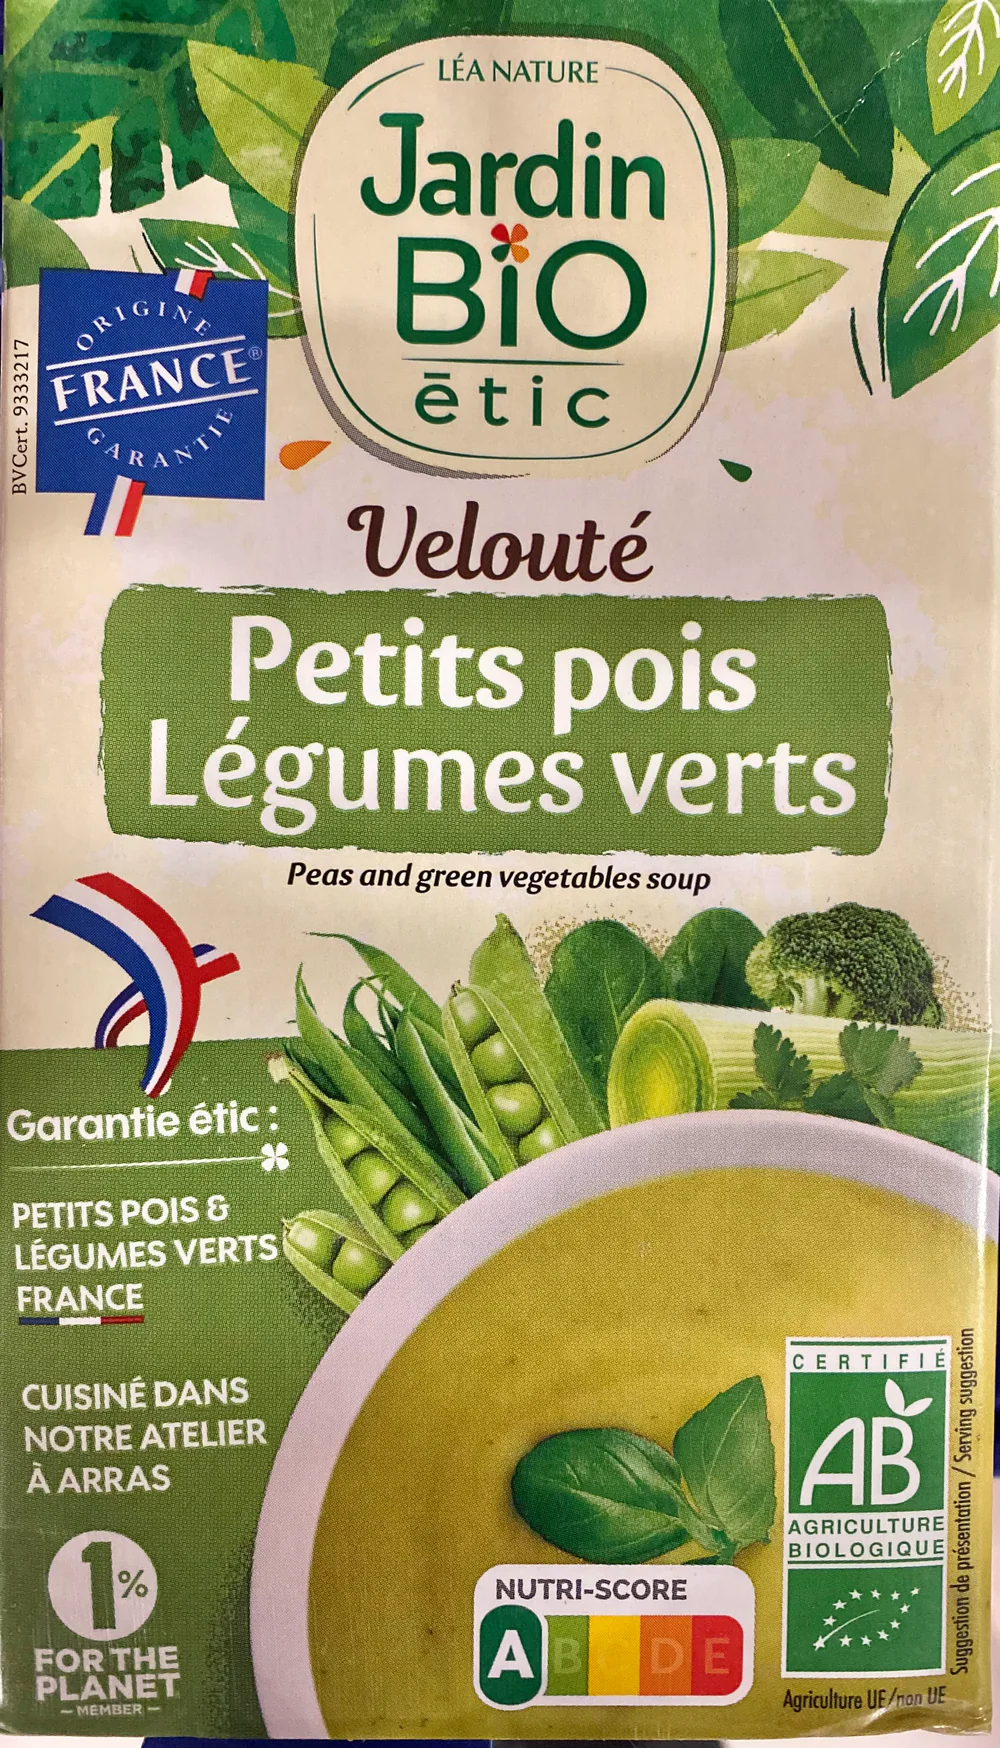 LÉA NATURE
Jardin
BiO
ētic
ORIGINE
FRANCE®
GARANTIE
BVCert. 9333217
Velouté
Petits pois
Légumes verts
Peas and green vegetables soup
Garantie étic :
PETITS POIS &
LÉGUMES VERTS
FRANCE
CUISINÉ DANS
NOTRE ATELIER
À ARRAS
1%
FOR THE
PLANET
– MEMBER –
NUTRI-SCORE
A B C D E
CERTIFIÉ
AB
AGRICULTURE
BIOLOGIQUE
Agriculture UE/non UE
Suggestion de présentation / Serving suggestion